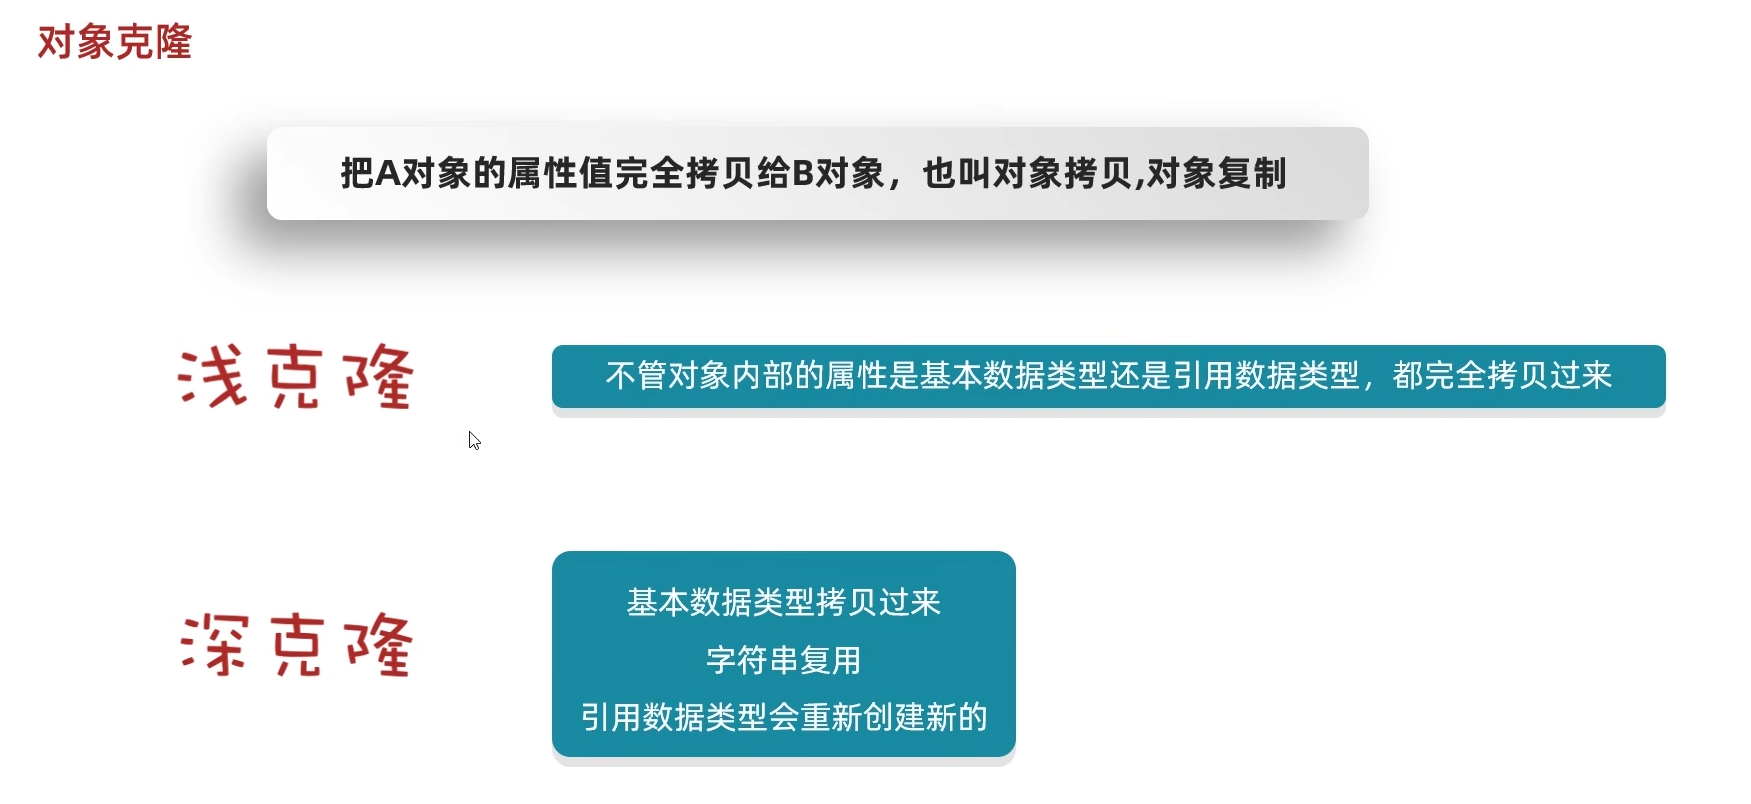 对象克隆
把A对象的属性值完全拷贝给B对象，也叫对象拷贝,对象复制
浅克隆
不管对象内部的属性是基本数据类型还是引用数据类型，都完全拷贝过来
深克隆
基本数据类型拷贝过来
字符串复用
引用数据类型会重新创建新的